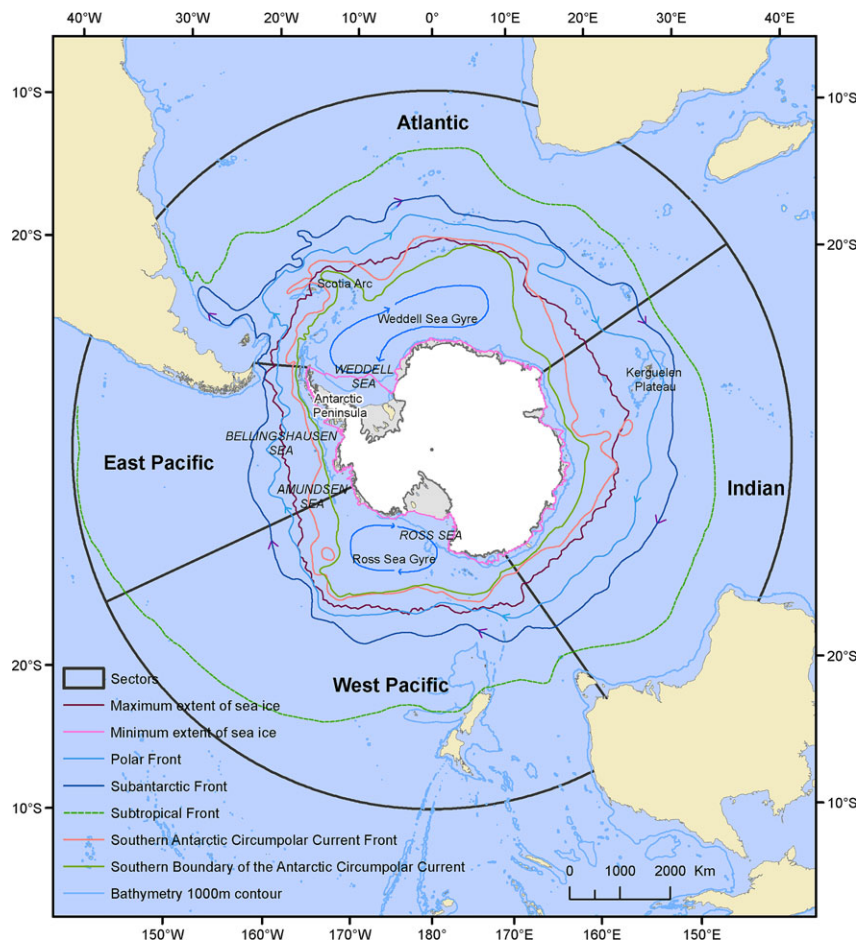 40°W 30°W 20°W 10°W 0° 10°E 20°E 30°E 40°E
10°S
10°S
Atlantic
20°S
20°S
Scotia Arc
Weddell Sea Gyre
WEDDELL
SEA
Kerguelen
Plateau
Antarctic
Peninsula
BELLINGSHAUSEN
SEA
East Pacific
AMUNDSEN
SEA
Indian
ROSS SEA
Ross Sea Gyre
20°S
20°S
West Pacific
Sectors
Maximum extent of sea ice
Minimum extent of sea ice
Polar Front
Subantarctic Front
Subtropical Front
10°S
10°S
Southern Antarctic Circumpolar Current Front
Southern Boundary of the Antarctic Circumpolar Current
Bathymetry 1000m contour
0 1000 2000 Km
150°W 160°W 170°W 180°W 170°E 160°E 150°E